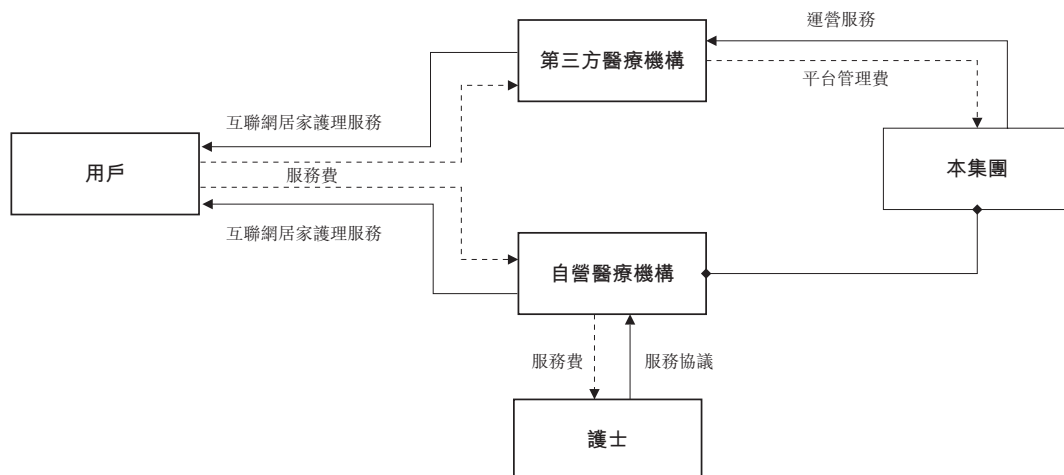 運營服務
第三方醫療機構
平台管理費
互聯網居家護理服務
用戶
服務費
本集團
互聯網居家護理服務
自營醫療機構
服務費
服務協議
護士